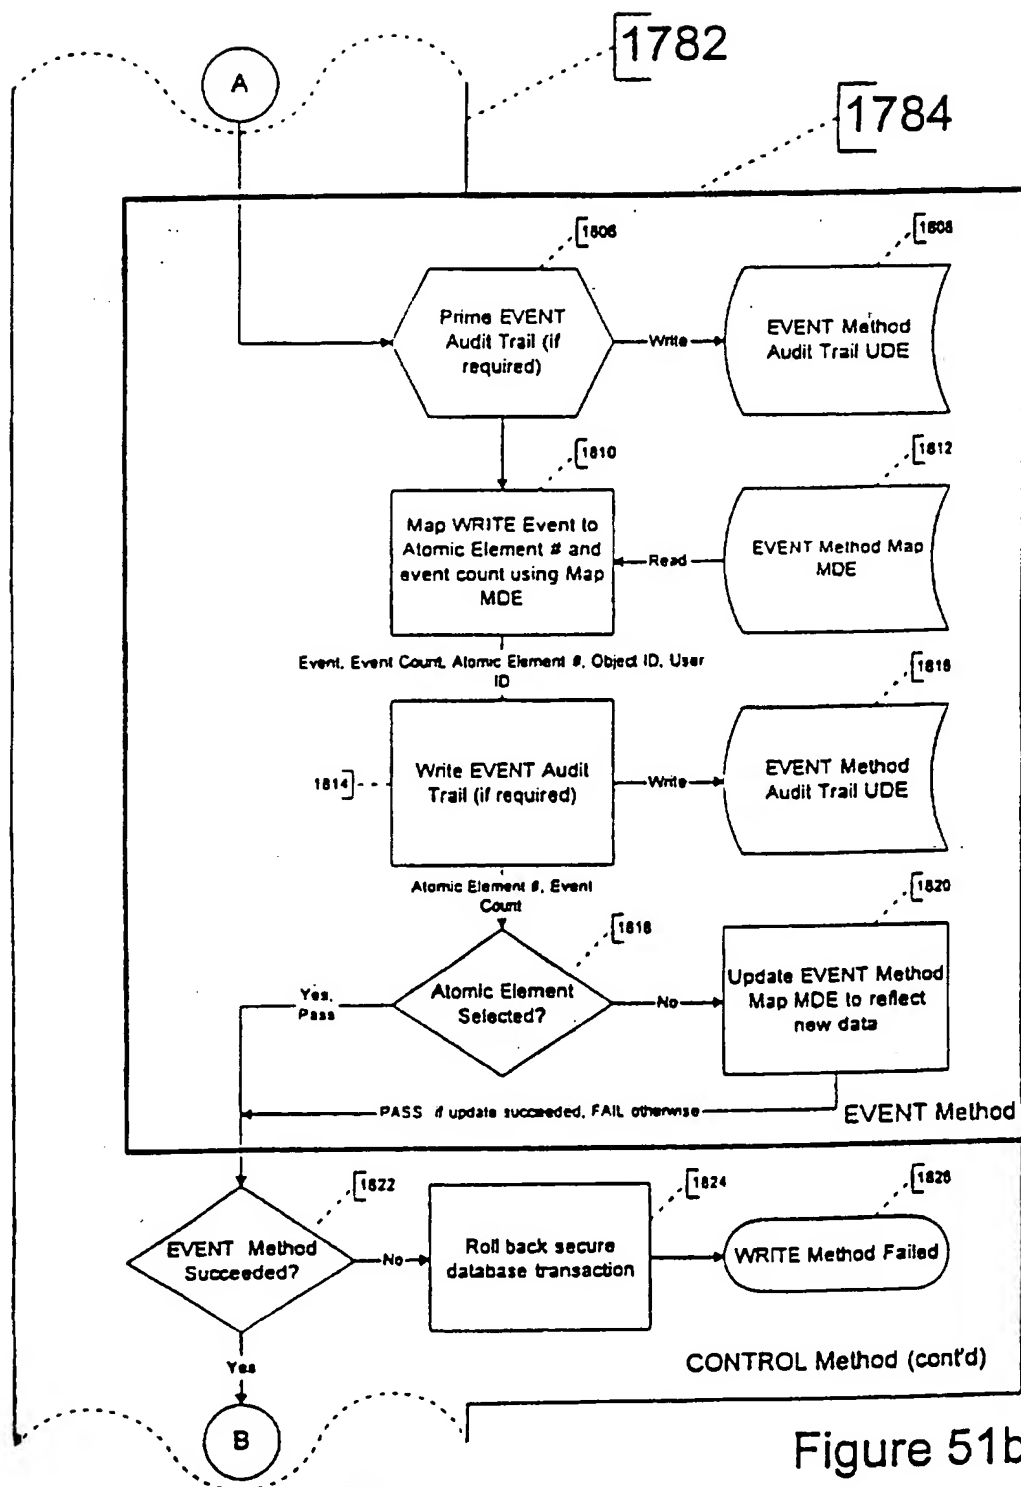 1782
A
1784
1806
1808
Prime EVENT
Audit Trail (if
required)
Write
EVENT Method
Audit Trail UDE
1810
1812
Map WRITE Event to
Atomic Element # and
event count using Map
MDE
Read
EVENT Method Map
MDE
Event, Event Count, Atomic Element #, Object ID, User
ID
1816
1814
Write EVENT Audit
Trail (if required)
Write
EVENT Method
Audit Trail UDE
Atomic Element #, Event
Count
1818
1820
Yes,
Pass
Atomic Element
Selected?
No
Update EVENT Method
Map MDE to reflect
new data
PASS if update succeeded, FAIL otherwise
EVENT Method
1822
1824
1826
EVENT Method
Succeeded?
No
Roll back secure
database transaction
WRITE Method Failed
Yes
CONTROL Method (cont'd)
B
Figure 51b